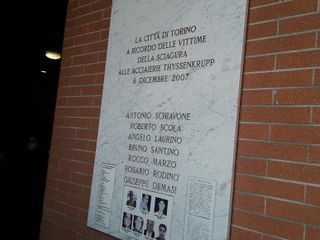 LA CITTÀ DI TORINO
A RICORDO DELLE VITTIME
DELLA SCIAGURA
ALLE ACCIAIERIE THYSSENKRUPP
6 DICEMBRE 2007
ANTONIO SCHIAVONE
ROBERTO SCOLA
ANGELO LAURINO
BRUNO SANTINO
ROCCO MARZO
ROSARIO RODINÒ
GIUSEPPE DEMASI